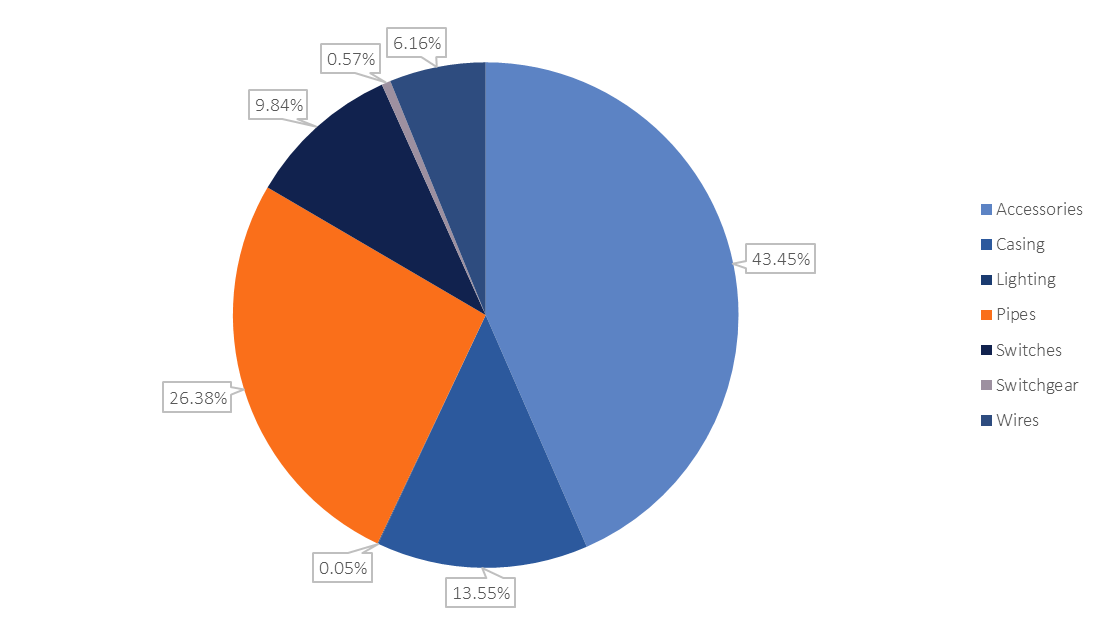 6.16%
0.57%
9.84%
43.45%
26.38%
0.05%
13.55%
Accessories
Casing
Lighting
Pipes
Switches
Switchgear
Wires